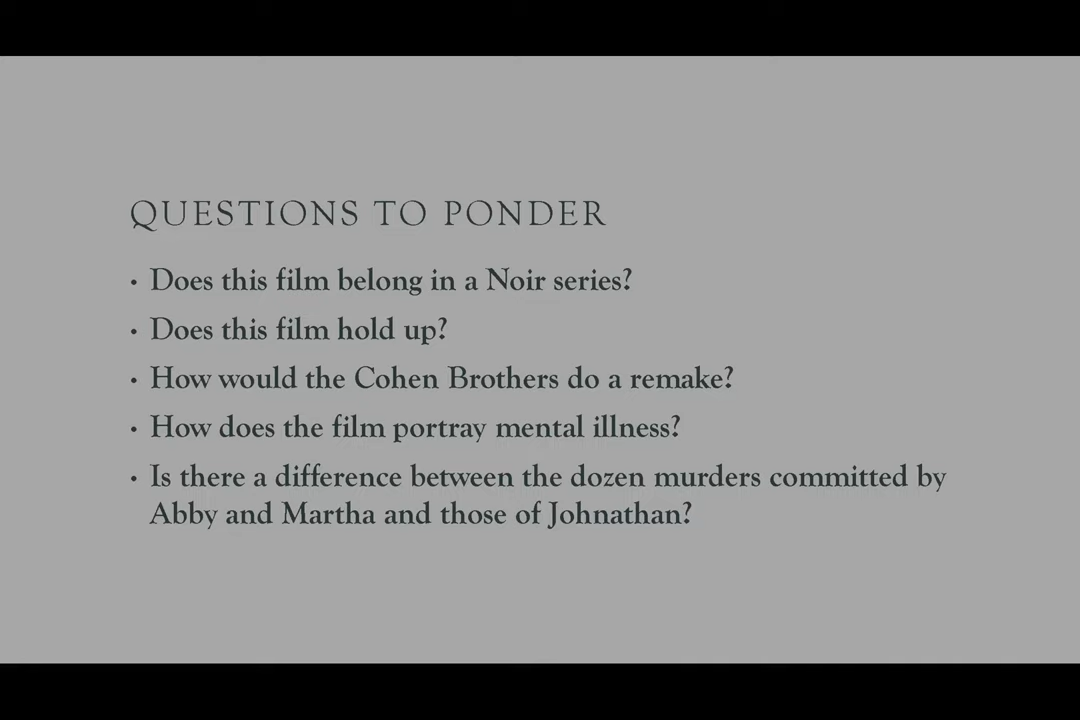 QUESTIONS TO PONDER
• Does this film belong in a Noir series?
• Does this film hold up?
• How would the Cohen Brothers do a remake?
• How does the film portray mental illness?
• Is there a difference between the dozen murders committed by
Abby and Martha and those of Johnathan?